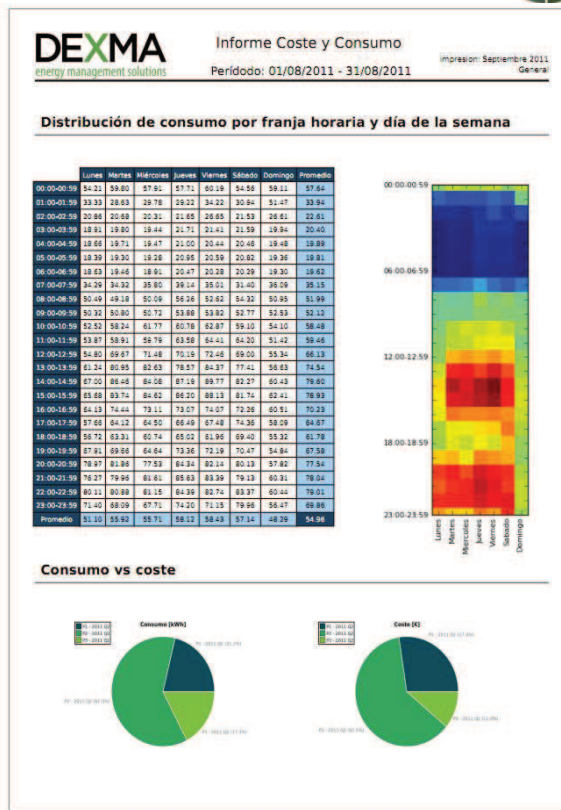 DEXMA
energy management solutions
Informe Coste y Consumo
Período: 01/08/2011 - 31/08/2011
Impresion: Septiembre 2011
General
Distribución de consumo por franja horaria y día de la semana
Lunes Martes Miércoles Jueves Viernes Sábado Domingo Promedio
00:00-00:59 54.21 59.80 57.91 57.71 60.19 54.56 59.11 57.64
01:00-01:59 33.33 28.63 29.78 29.22 34.22 30.94 51.47 33.94
02:00-02:59 20.86 20.68 20.31 21.65 26.65 21.53 26.61 22.61
03:00-03:59 18.91 19.80 19.44 21.71 21.41 21.59 19.94 20.40
04:00-04:59 18.66 19.71 19.47 21.00 20.44 20.46 19.48 19.89
05:00-05:59 18.39 19.30 19.28 20.95 20.59 20.82 19.36 19.81
06:00-06:59 18.63 19.46 18.91 20.47 20.28 20.29 19.30 19.62
07:00-07:59 34.29 34.32 35.80 39.14 35.01 31.40 36.09 35.15
08:00-08:59 50.49 49.18 50.09 56.26 52.62 54.32 50.95 51.99
09:00-09:59 50.32 50.80 50.72 53.88 53.82 52.77 52.53 52.12
10:00-10:59 52.52 58.24 61.77 60.78 62.87 59.10 54.10 58.48
11:00-11:59 53.87 58.91 59.79 63.58 64.41 64.20 51.42 59.46
12:00-12:59 54.80 69.67 71.48 70.19 72.46 69.00 55.34 66.13
13:00-13:59 61.24 80.95 82.63 78.57 84.37 77.41 56.63 74.54
14:00-14:59 67.00 86.46 84.08 87.19 89.77 82.27 60.43 79.60
15:00-15:59 65.68 83.74 84.62 86.20 88.13 81.74 62.41 78.93
16:00-16:59 64.13 74.44 73.11 73.07 74.07 72.26 60.51 70.23
17:00-17:59 57.66 64.12 64.50 66.49 67.48 74.36 58.09 64.67
18:00-18:59 56.72 63.31 60.74 65.02 61.96 69.40 55.32 61.78
19:00-19:59 67.91 69.66 64.64 73.36 72.19 70.47 54.84 67.58
20:00-20:59 78.97 81.86 77.53 84.34 82.14 80.13 57.82 77.54
21:00-21:59 76.27 79.96 81.61 85.63 83.39 79.13 60.31 78.04
22:00-22:59 80.11 80.88 81.15 84.39 82.74 83.37 60.44 79.01
23:00-23:59 71.40 68.09 67.71 74.20 71.15 79.96 56.47 69.86
Promedio 51.10 55.92 55.71 58.12 58.43 57.14 48.29 54.96
00:00-00:59
06:00-06:59
12:00-12:59
18:00-18:59
23:00-23:59
Lunes
Martes
Miercoles
Jueves
Viernes
Sabado
Domingo
Consumo vs coste
Consumo [kWh]
P1 - 2011 Q2
P2 - 2011 Q2
P3 - 2011 Q2
Coste [€]
P1 - 2011 Q2
P2 - 2011 Q2
P3 - 2011 Q2